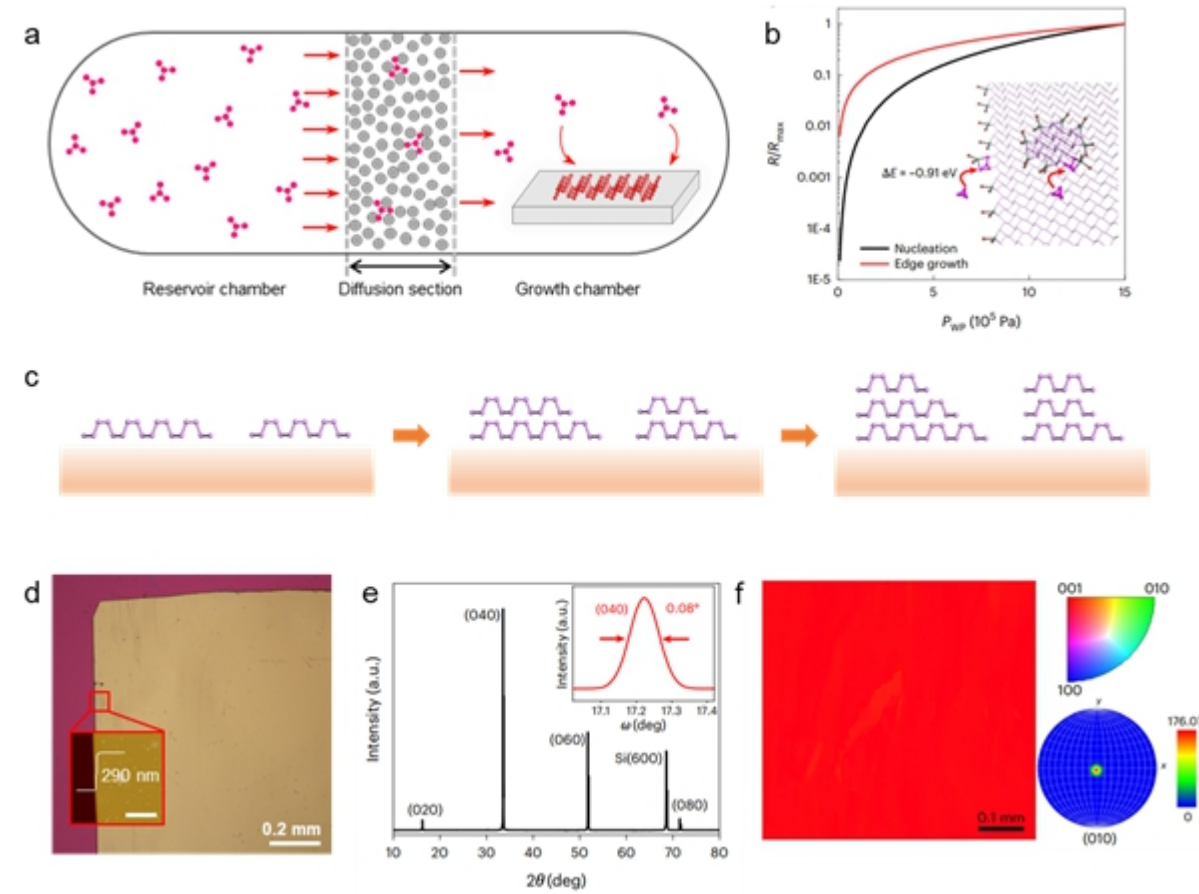 a
Reservoir chamber
Diffusion section
Growth chamber
b
R/Rmax
1
0.1
0.01
0.001
1E-4
1E-5
ΔE = −0.91 eV
Nucleation
Edge growth
0
5
10
15
PWP (10⁵ Pa)
c
d
290 nm
0.2 mm
e
Intensity (a.u.)
(020)
(040)
(060)
Si(600)
(080)
10 20 30 40 50 60 70 80
2θ (deg)
Intensity (a.u.)
(040)
0.08°
17.1 17.2 17.3 17.4
ω (deg)
f
0.1 mm
001
010
100
y
x
(010)
0